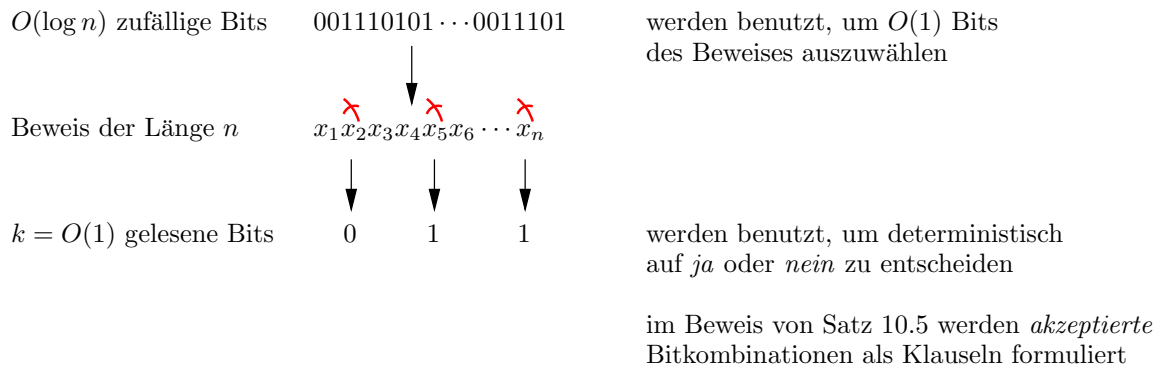 O(log n) zufällige Bits 001110101 ··· 0011101 werden benutzt, um O(1) Bits
des Beweises auszuwählen
Beweis der Länge n x₁x₂x₃x₄x₅x₆ ··· xₙ
k = O(1) gelesene Bits 0 1 1 werden benutzt, um deterministisch
auf ja oder nein zu entscheiden
im Beweis von Satz 10.5 werden akzeptierte
Bitkombinationen als Klauseln formuliert